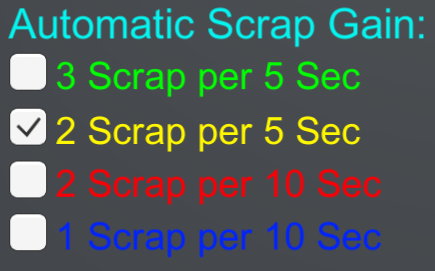 Automatic Scrap Gain:
3 Scrap per 5 Sec
2 Scrap per 5 Sec
2 Scrap per 10 Sec
1 Scrap per 10 Sec